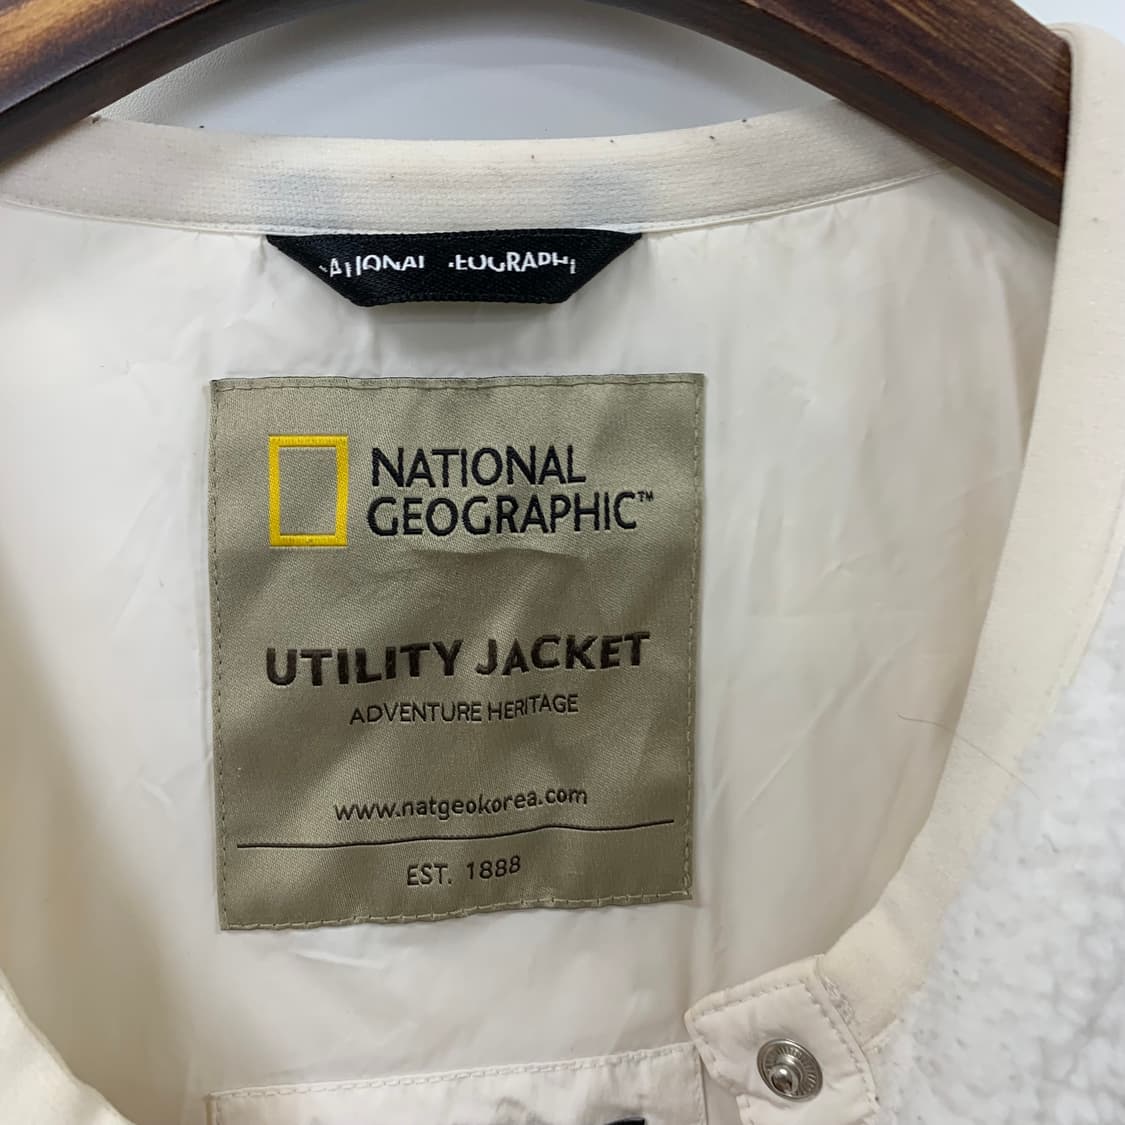 NATIONAL
GEOGRAPHIC™
UTILITY JACKET
ADVENTURE HERITAGE
www.natgeokorea.com
EST. 1888